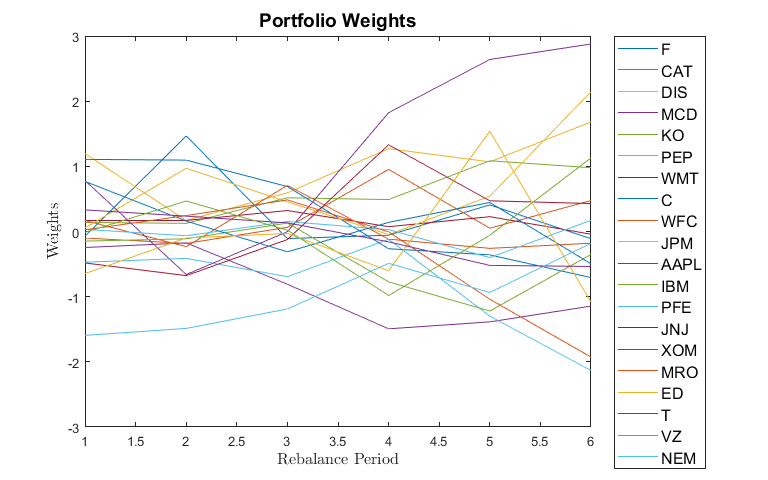 Portfolio Weights
3
2
1
0
-1
-2
-3
Weights
1
1.5
2
2.5
3
3.5
4
4.5
5
5.5
6
Rebalance Period
F
CAT
DIS
MCD
KO
PEP
WMT
C
WFC
JPM
AAPL
IBM
PFE
JNJ
XOM
MRO
ED
T
VZ
NEM